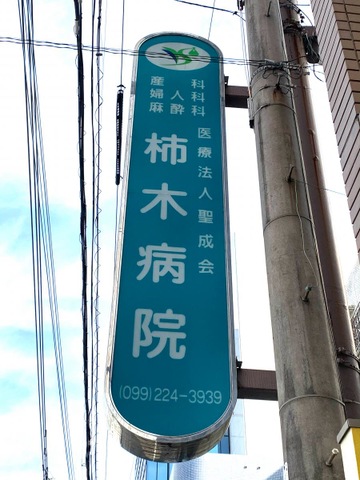 産科
婦人科
麻酔科
医療法人聖成会
柿木病院
(099)224-3939